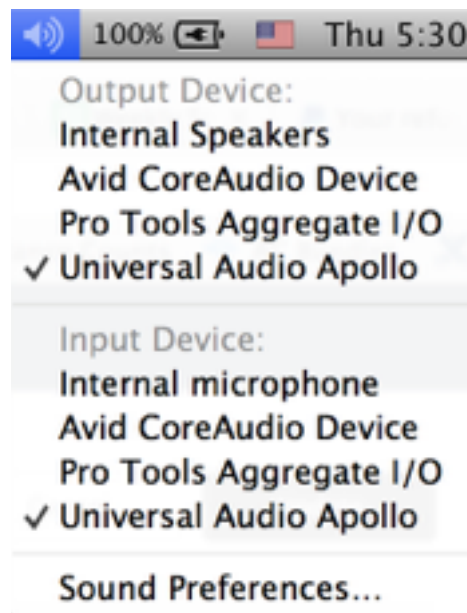 100% Thu 5:30
Output Device:
Internal Speakers
Avid CoreAudio Device
Pro Tools Aggregate I/O
✓ Universal Audio Apollo
Input Device:
Internal microphone
Avid CoreAudio Device
Pro Tools Aggregate I/O
✓ Universal Audio Apollo
Sound Preferences...